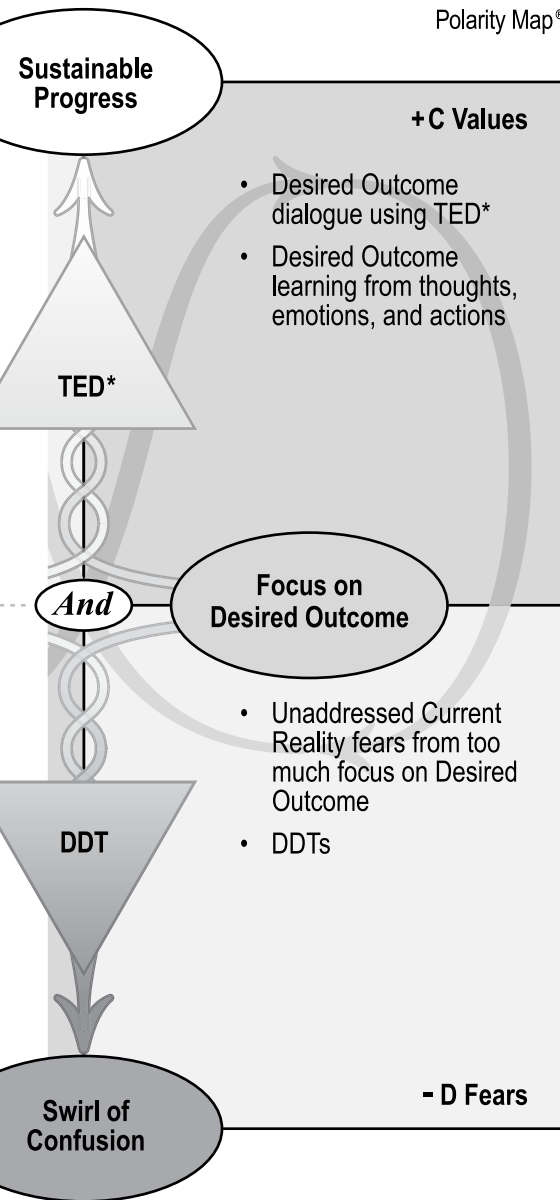 Polarity Map®
Sustainable
Progress
+C Values
• Desired Outcome
dialogue using TED*
• Desired Outcome
learning from thoughts,
emotions, and actions
TED*
And
Focus on
Desired Outcome
• Unaddressed Current
Reality fears from too
much focus on Desired
Outcome
• DDTs
DDT
- D Fears
Swirl of
Confusion